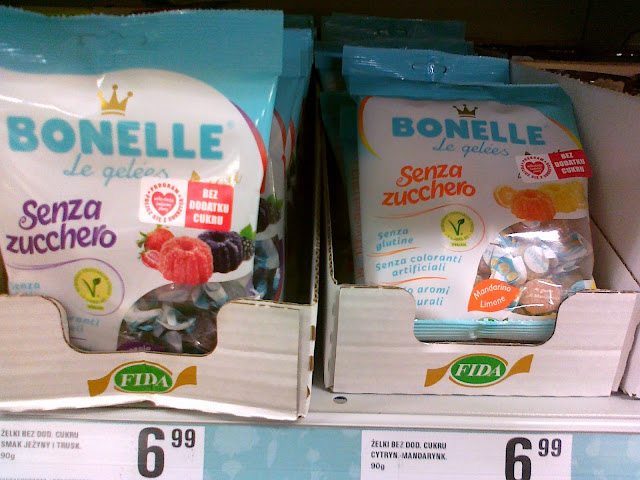 BONELLE
Le gelées
Senza
zucchero
BEZ
DODATKU
CUKRU
FIDA
ŻELKI BEZ DOD. CUKRU
SMAK JEŻYNY I TRUSK.
90g
6 99
BONELLE
Le gelées
Senza
zucchero
BEZ
DODATKU
CUKRU
Senza
glutine
Senza coloranti
artificiali
aromi
Mandarino
Limone
FIDA
ŻELKI BEZ DOD. CUKRU
CYTRYN.-MANDARYNK.
90g
6 99